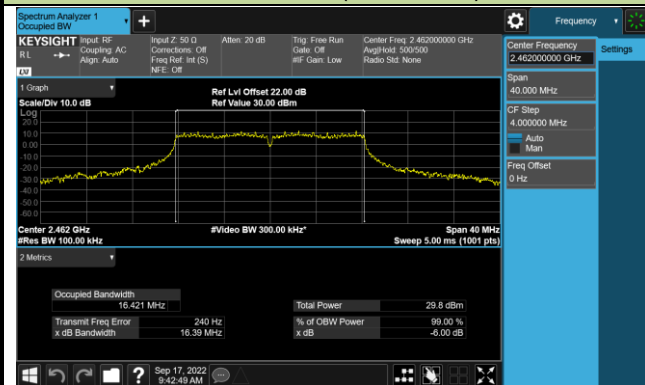 Spectrum Analyzer 1
Occupied BW
+
Frequency
KEYSIGHT
RL
LXI
Input: RF
Coupling: AC
Align: Auto
Input Z: 50 Ω
Corrections: Off
Freq Ref: Int (S)
NFE: Off
Atten: 20 dB
Trig: Free Run
Gate: Off
#IF Gain: Low
Center Freq: 2.462000000 GHz
Avg|Hold: 500/500
Radio Std: None
Center Frequency
2.462000000 GHz
Settings
Span
40.000 MHz
CF Step
4.000000 MHz
Auto
Man
Freq Offset
0 Hz
1 Graph
Scale/Div 10.0 dB
Ref Lvl Offset 22.00 dB
Ref Value 30.00 dBm
Log
20.0
10.0
0.00
-10.0
-20.0
-30.0
-40.0
-50.0
-60.0
Center 2.462 GHz
#Res BW 100.00 kHz
#Video BW 300.00 kHz*
Span 40 MHz
Sweep 5.00 ms (1001 pts)
2 Metrics
Occupied Bandwidth
16.421 MHz
Total Power 29.8 dBm
Transmit Freq Error 240 Hz
% of OBW Power 99.00 %
x dB Bandwidth 16.39 MHz
x dB -6.00 dB
?
Sep 17, 2022
9:42:49 AM